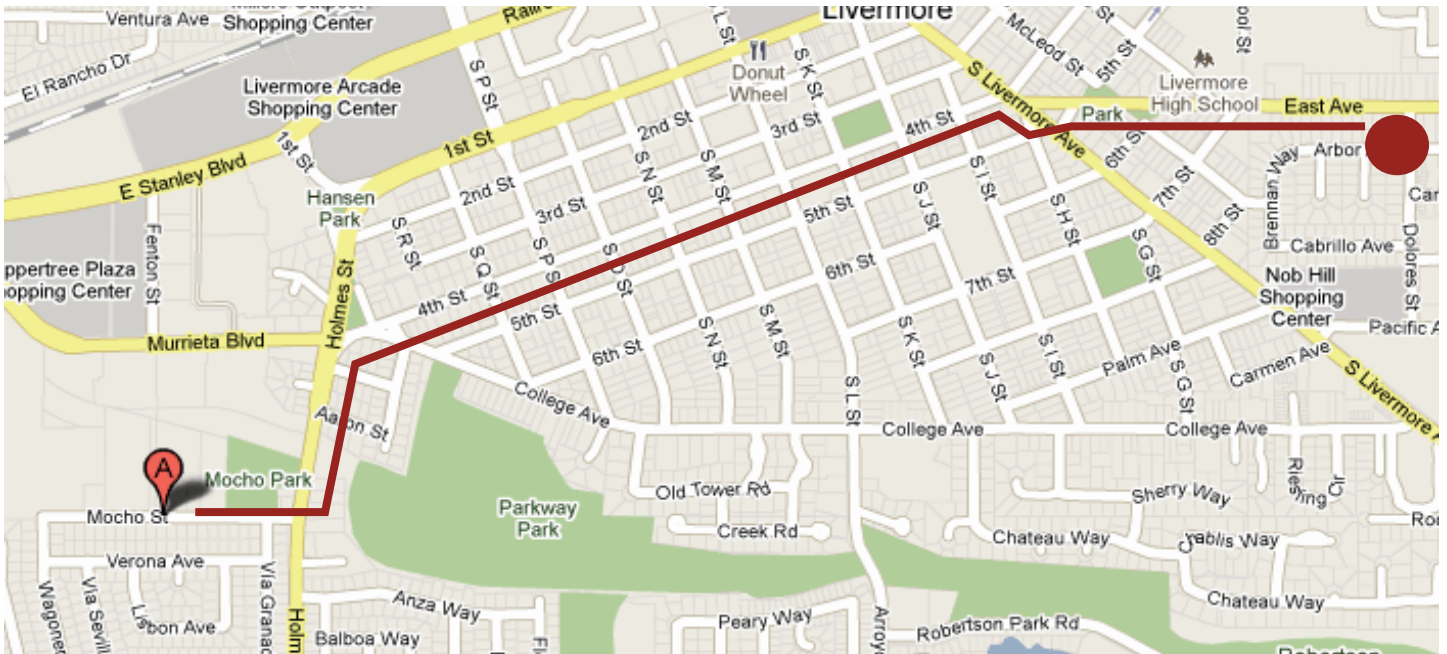 Ventura Ave
Shopping Center
El Rancho Dr
Livermore Arcade
Shopping Center
1st St
E Stanley Blvd
Hansen
Park
1st St
S P St
L St
Donut
Wheel
S K St
Livermore
McLeod St
5th St
S Livermore Ave
Livermore
High School
East Ave
Park
2nd St
3rd St
4th St
6th St
7th St
8th St
Brennan Way
Arbor
Cabrillo Ave
Dolores St
Nob Hill
Shopping
Center
Pacific
2nd St
3rd St
S R St
S Q St
S P St
S N St
S M St
5th St
S J St
S I St
S H St
S G St
6th St
7th St
Fenton St
Shopping Center
Holmes St
Murrieta Blvd
4th St
5th St
6th St
S N St
S M St
S L St
S K St
S J St
S I St
Palm Ave
S G St
Carmen Ave
S Livermore
College Ave
College Ave
College Ave
Aaron St
A
Mocho Park
Mocho St
Verona Ave
Parkway
Park
Old Tower Rd
Creek Rd
Sherry Way
Riesling Cir
Chateau Way
Chablis Way
Chateau Way
Via Sevill
Lisbon Ave
Via Granad
Anza Way
Balboa Way
Peary Way
Robertson Park Rd